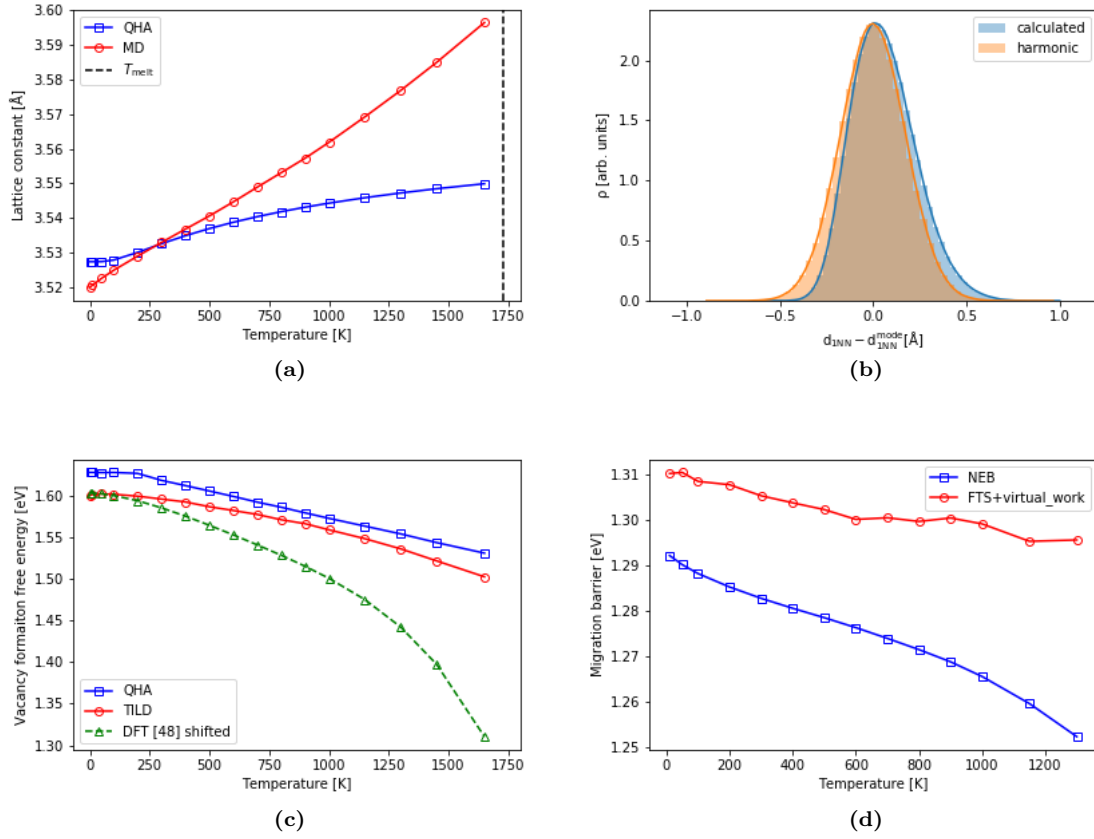 3.60
3.59
3.58
3.57
3.56
3.55
3.54
3.53
3.52
Lattice constant [Å]
QHA
MD
Tmelt
0 250 500 750 1000 1250 1500 1750
Temperature [K]
(a)
2.0
1.5
1.0
0.5
0.0
ρ [arb. units]
calculated
harmonic
−1.0 −0.5 0.0 0.5 1.0
d1NN − d1NN^mode [Å]
(b)
1.60
1.55
1.50
1.45
1.40
1.35
1.30
Vacancy formaiton free energy [eV]
QHA
TILD
DFT [48] shifted
0 250 500 750 1000 1250 1500 1750
Temperature [K]
(c)
1.31
1.30
1.29
1.28
1.27
1.26
1.25
Migration barrier [eV]
NEB
FTS+virtual_work
0 200 400 600 800 1000 1200
Temperature [K]
(d)